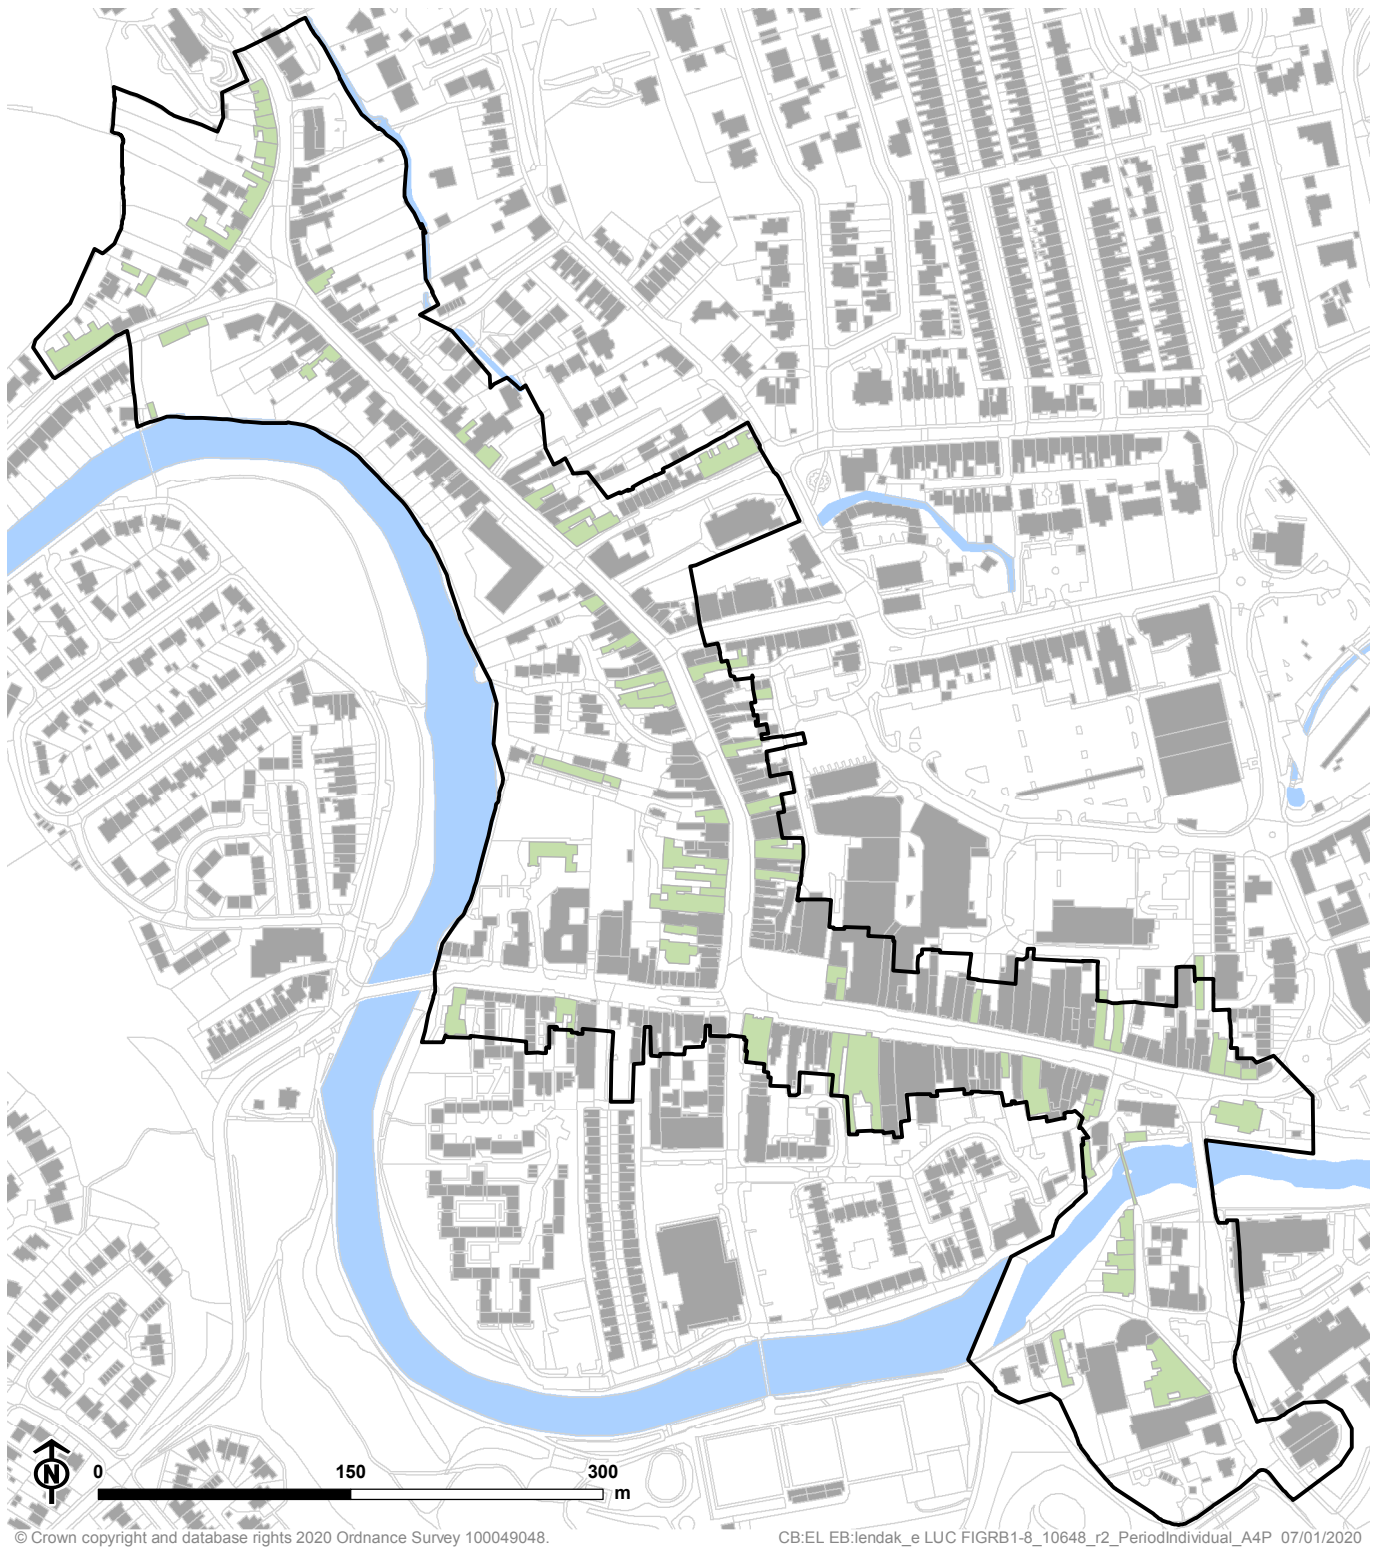 N
0 150 300
m
© Crown copyright and database rights 2020 Ordnance Survey 100049048.
CB:EL EB:lendak_e LUC FIGRB1-8_10648_r2_PeriodIndividual_A4P 07/01/2020